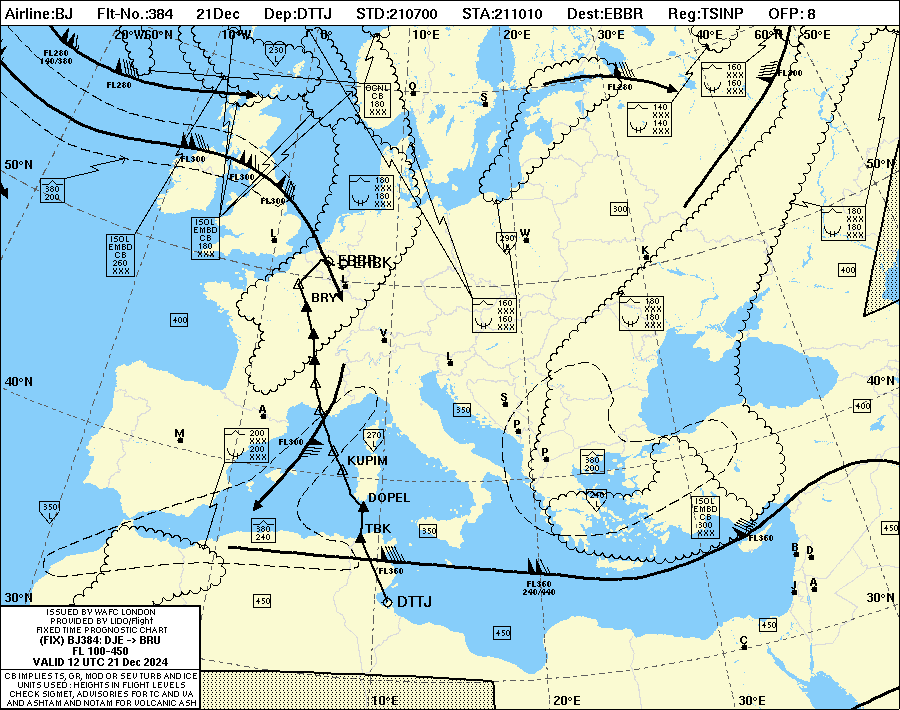 Airline:BJ Flt-No.:384 21Dec Dep:DTTJ STD:210700 STA:211010 Dest:EBBR Reg:TSINP OFP: 8
20°W 10°W 0°E 10°E 20°E 30°E 40°E 50°E
FL280
140/380
FL280
230
L
GGNL
CB
180
XXX
O
S
FL280
140
XXX
140
XXX
160
XXX
160
XXX
FL300
50°N
50°N
FL300
FL300
FL300
380
200
180
XXX
180
XXX
300
180
XXX
180
XXX
ISOL
EMBD
CB
260
XXX
ISOL
EMBD
CB
180
XXX
L
290
L
W
K
400
EBBR
L
BRY
160
XXX
160
XXX
180
XXX
180
XXX
400
V
L
40°N
40°N
A
350
S
P
400
M
200
XXX
200
XXX
FL300
270
L
KUPIM
P
380
200
240
L
350
L
DOPEL
ISOL
EMBD
CB
300
XXX
380
240
TBK
350
FL360
450
B
D
FL360
FL360
240/440
J
A
30°N
450
DTTJ
30°N
450
450
C
ISSUED BY WAFC LONDON
PROVIDED BY LIDO/Flight
FIXED TIME PROGNOSTIC CHART
(FIX) BJ384: DJE -> BRU
FL 100-450
VALID 12 UTC 21 Dec 2024
CB IMPLIES TS, GR, MOD OR SEV TURB AND ICE
UNITS USED : HEIGHTS IN FLIGHT LEVELS
CHECK SIGMET, ADVISORIES FOR TC AND VA
AND ASHTAM AND NOTAM FOR VOLCANIC ASH
10°E 20°E 30°E